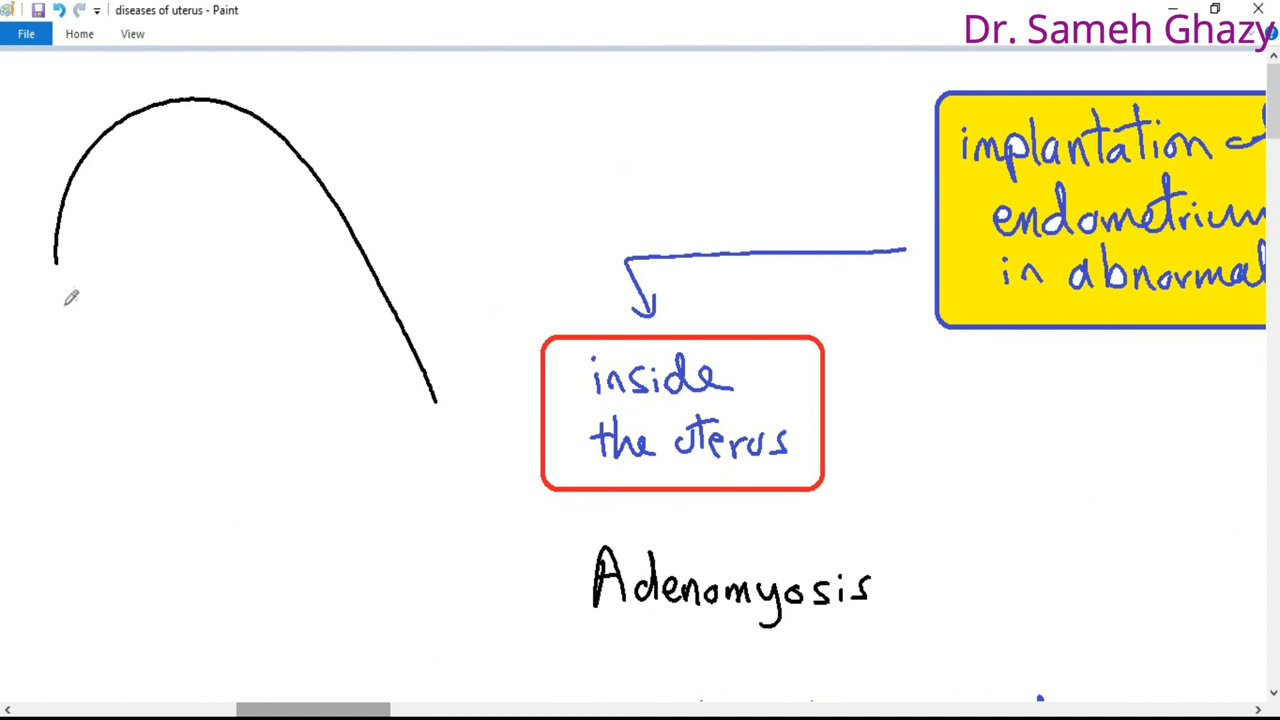 diseases of uterus - Paint
Dr. Sameh Ghazy
File Home View
implantation
endometrium
in abnormal
inside
the uterus
Adenomyosis